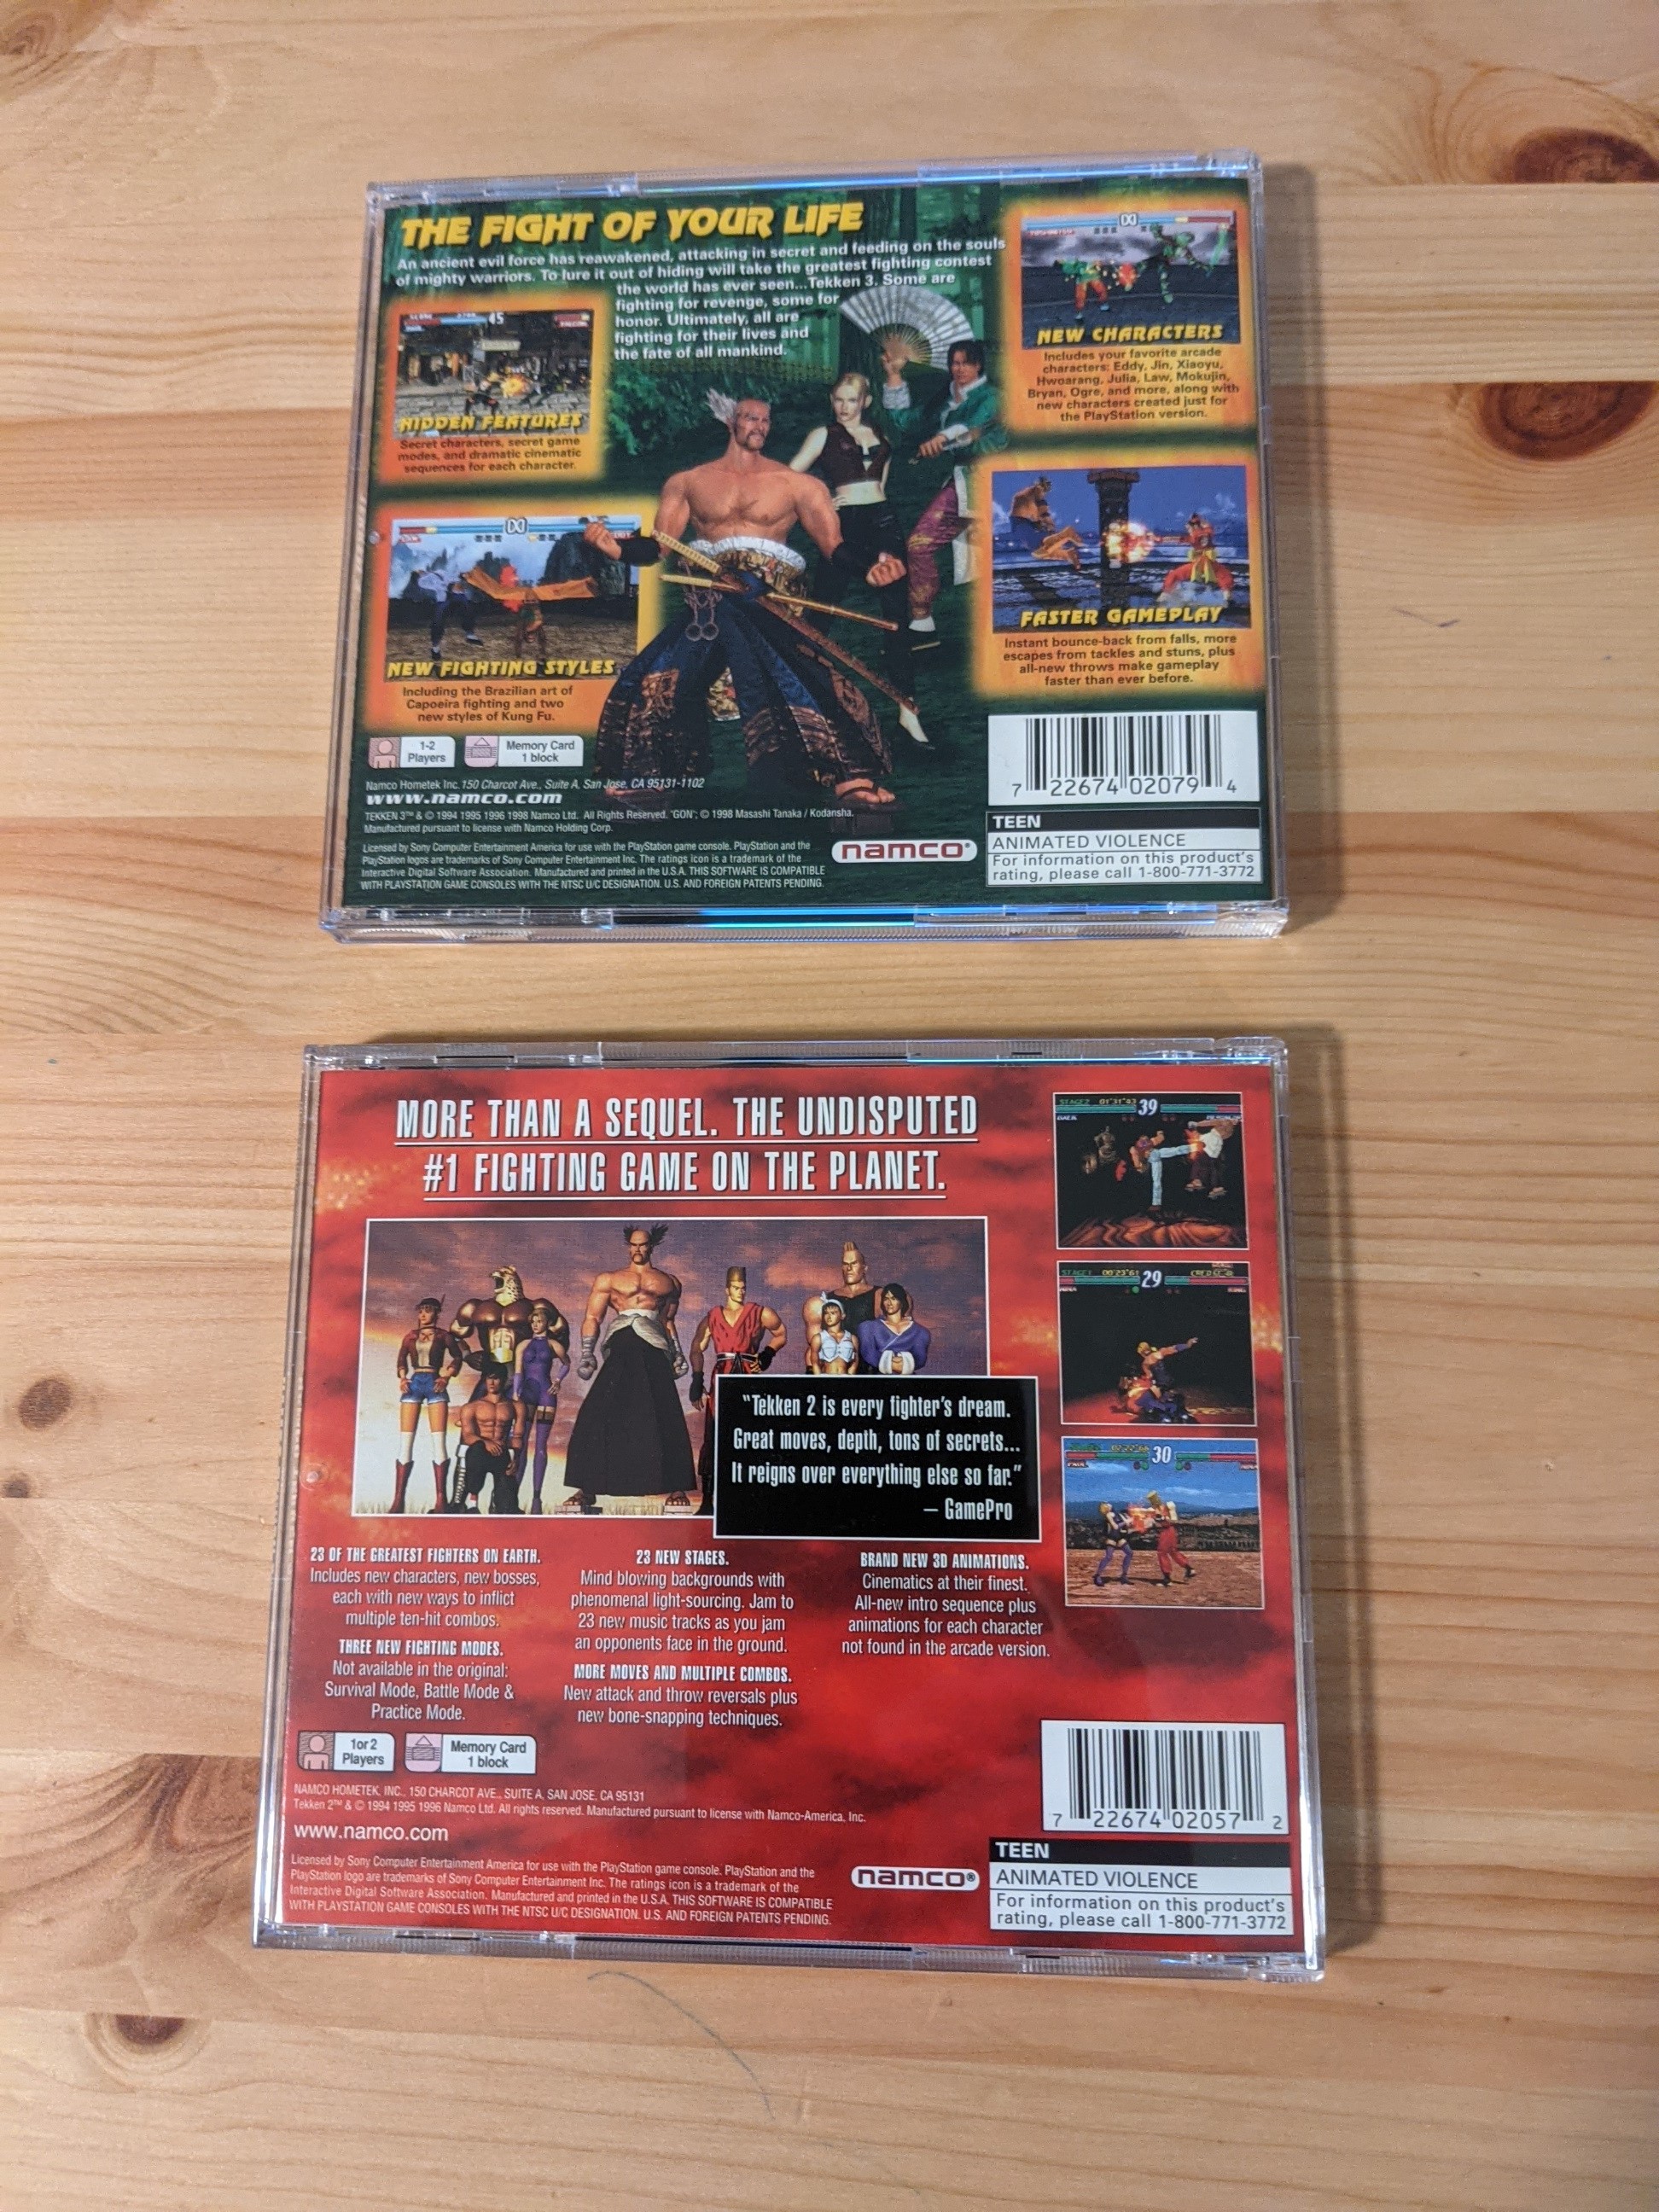 THE FIGHT OF YOUR LIFE
An ancient evil force has reawakened, attacking in secret and feeding on the souls
of mighty warriors. To lure it out of hiding will take the greatest fighting contest
the world has ever seen...Tekken 3. Some are
fighting for revenge, some for
honor. Ultimately, all are
fighting for their lives and
the fate of all mankind.
45
HIDDEN FEATURES
Secret characters, secret game
modes, and dramatic cinematic
sequences for each character.
NEW CHARACTERS
Includes your favorite arcade
characters: Eddy, Jin, Xiaoyu,
Hwoarang, Julia, Law, Mokujin,
Bryan, Ogre, and more, along with
new characters created just for
the PlayStation version.
NEW FIGHTING STYLES
Including the Brazilian art of
Capoeira fighting and two
new styles of Kung Fu.
FASTER GAMEPLAY
Instant bounce-back from falls, more
escapes from tackles and stuns, plus
all-new throws make gameplay
faster than ever before.
1-2
Players
Memory Card
1 block
Namco Hometek Inc. 150 Charcot Ave., Suite A, San Jose, CA 95131-1102
www.namco.com
TEKKEN 3™ & © 1994 1995 1996 1998 Namco Ltd. All Rights Reserved. "GON"; © 1998 Masashi Tanaka / Kodansha.
Manufactured pursuant to license with Namco Holding Corp.
Licensed by Sony Computer Entertainment America for use with the PlayStation game console. PlayStation and the
PlayStation logos are trademarks of Sony Computer Entertainment Inc. The ratings icon is a trademark of the
Interactive Digital Software Association. Manufactured and printed in the U.S.A. THIS SOFTWARE IS COMPATIBLE
WITH PLAYSTATION GAME CONSOLES WITH THE NTSC U/C DESIGNATION. U.S. AND FOREIGN PATENTS PENDING.
namco®
7 22674 02079 4
TEEN
ANIMATED VIOLENCE
For information on this product's
rating, please call 1-800-771-3772
MORE THAN A SEQUEL. THE UNDISPUTED
#1 FIGHTING GAME ON THE PLANET.
STAGE2 01'31"43
39
29
30
"Tekken 2 is every fighter's dream.
Great moves, depth, tons of secrets...
It reigns over everything else so far."
– GamePro
23 OF THE GREATEST FIGHTERS ON EARTH.
Includes new characters, new bosses,
each with new ways to inflict
multiple ten-hit combos.
THREE NEW FIGHTING MODES.
Not available in the original:
Survival Mode, Battle Mode &
Practice Mode.
23 NEW STAGES.
Mind blowing backgrounds with
phenomenal light-sourcing. Jam to
23 new music tracks as you jam
an opponents face in the ground.
MORE MOVES AND MULTIPLE COMBOS.
New attack and throw reversals plus
new bone-snapping techniques.
BRAND NEW 3D ANIMATIONS.
Cinematics at their finest.
All-new intro sequence plus
animations for each character
not found in the arcade version.
1 or 2
Players
Memory Card
1 block
NAMCO HOMETEK, INC., 150 CHARCOT AVE., SUITE A, SAN JOSE, CA 95131
Tekken 2™ & © 1994 1995 1996 Namco Ltd. All rights reserved. Manufactured pursuant to license with Namco-America, Inc.
www.namco.com
Licensed by Sony Computer Entertainment America for use with the PlayStation game console. PlayStation and the
PlayStation logo are trademarks of Sony Computer Entertainment Inc. The ratings icon is a trademark of the
Interactive Digital Software Association. Manufactured and printed in the U.S.A. THIS SOFTWARE IS COMPATIBLE
WITH PLAYSTATION GAME CONSOLES WITH THE NTSC U/C DESIGNATION. U.S. AND FOREIGN PATENTS PENDING.
namco®
7 22674 02057 2
TEEN
ANIMATED VIOLENCE
For information on this product's
rating, please call 1-800-771-3772